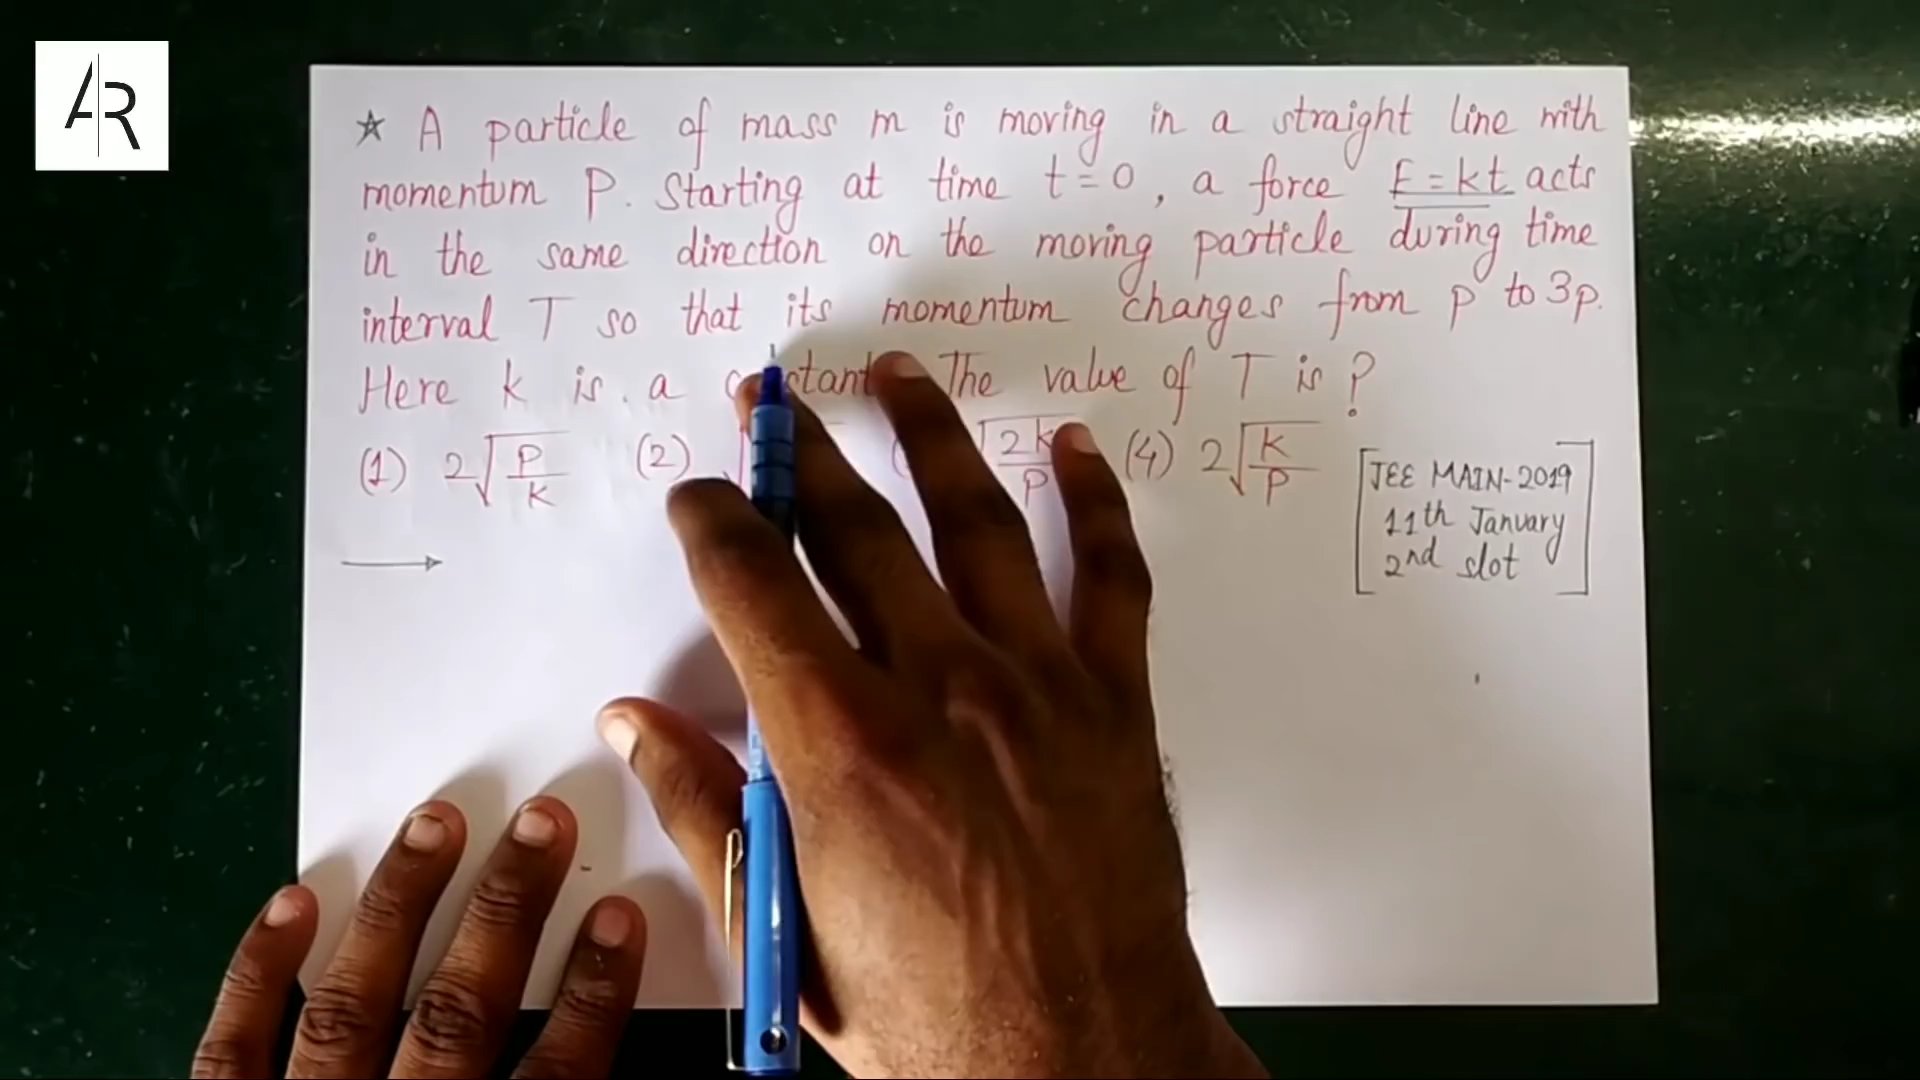 AR
☆ A particle of mass m is moving in a straight line with
momentum P. Starting at time t=0, a force F=kt acts
in the same direction on the moving particle during time
interval T so that its momentum changes from p to 3p.
Here k is a The value of T is ?
(1) 2√(P/K) (2) √(2K/P) (4) 2√(K/P)
[JEE MAIN-2019
11th January
2nd slot]